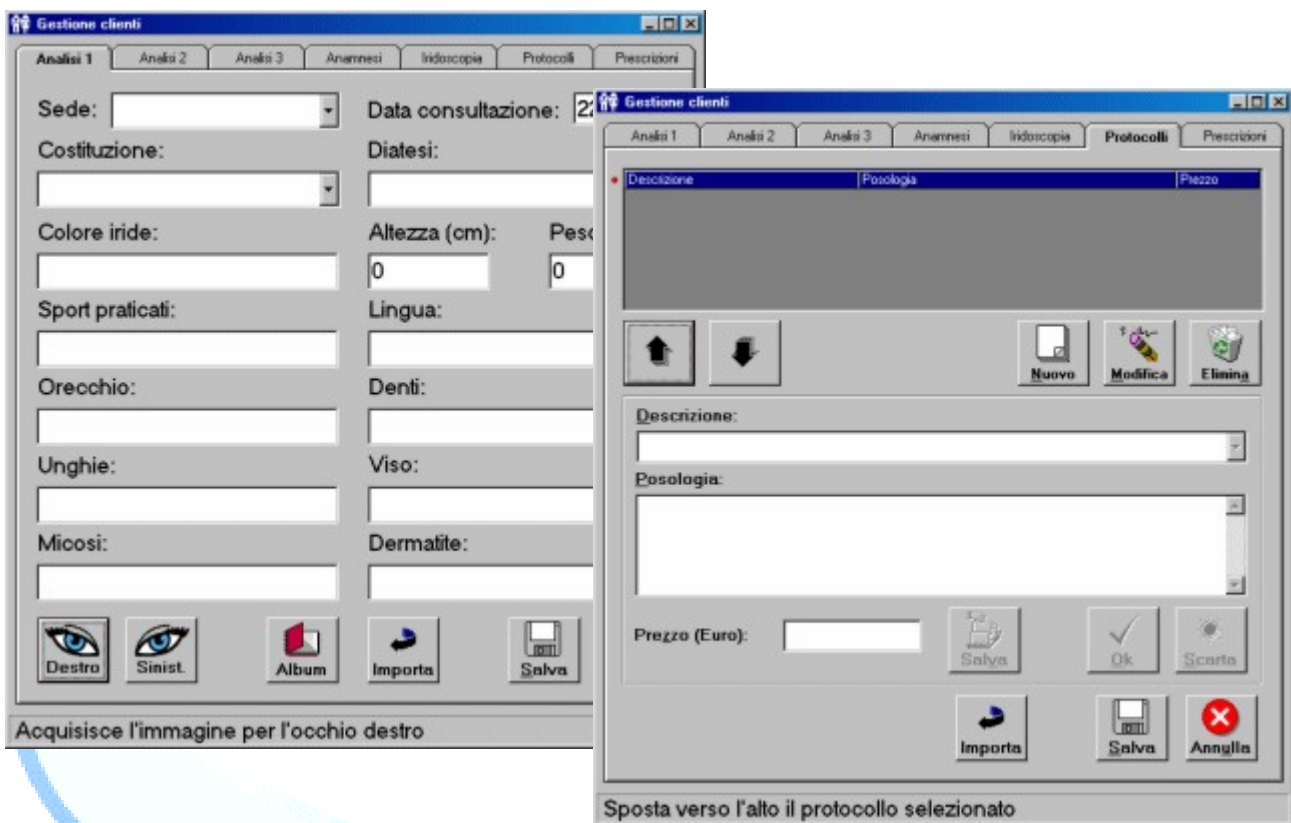 Gestione clienti
Analisi 1 Analisi 2 Analisi 3 Anamnesi Iridoscopia Protocolli Prescrizioni
Sede: Data consultazione: 22
Costituzione: Diatesi:
Colore iride: Altezza (cm): Peso
0 0
Sport praticati: Lingua:
Orecchio: Denti:
Unghie: Viso:
Micosi: Dermatite:
Destro Sinist. Album Importa Salva
Acquisisce l'immagine per l'occhio destro
Gestione clienti
Analisi 1 Analisi 2 Analisi 3 Anamnesi Iridoscopia Protocolli Prescrizioni
Descrizione Posologia Prezzo
Nuovo Modifica Elimina
Descrizione:
Posologia:
Prezzo (Euro): Salva Ok Scarta
Importa Salva Annulla
Sposta verso l'alto il protocollo selezionato